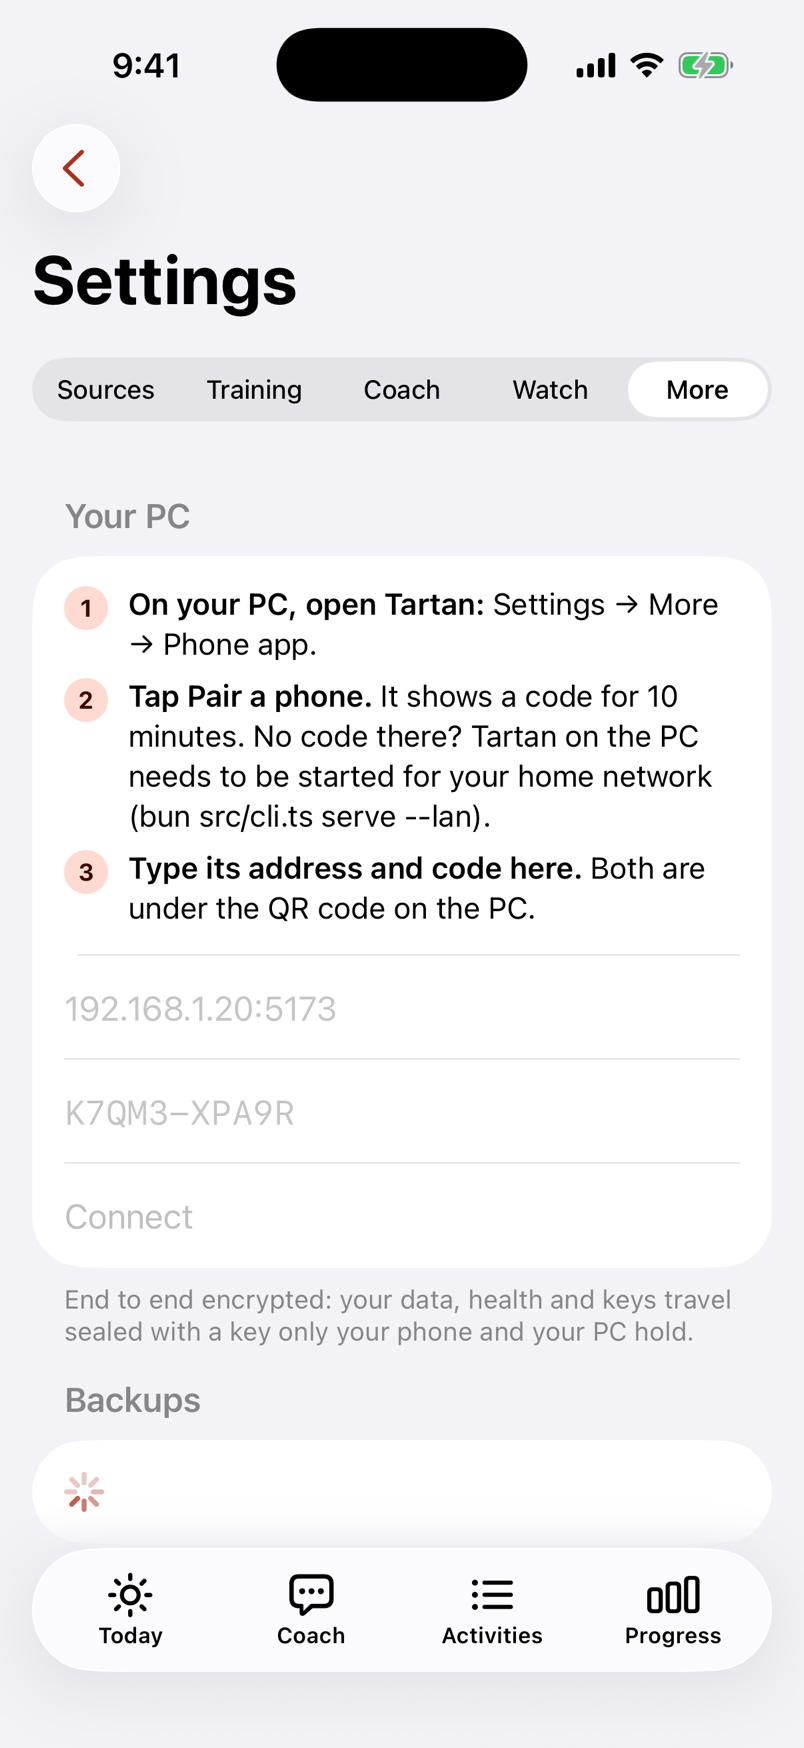 9:41
Settings
Sources Training Coach Watch More
Your PC
1 On your PC, open Tartan: Settings → More
→ Phone app.
2 Tap Pair a phone. It shows a code for 10
minutes. No code there? Tartan on the PC
needs to be started for your home network
(bun src/cli.ts serve --lan).
3 Type its address and code here. Both are
under the QR code on the PC.
192.168.1.20:5173
K7QM3–XPA9R
Connect
End to end encrypted: your data, health and keys travel
sealed with a key only your phone and your PC hold.
Backups
Today Coach Activities Progress